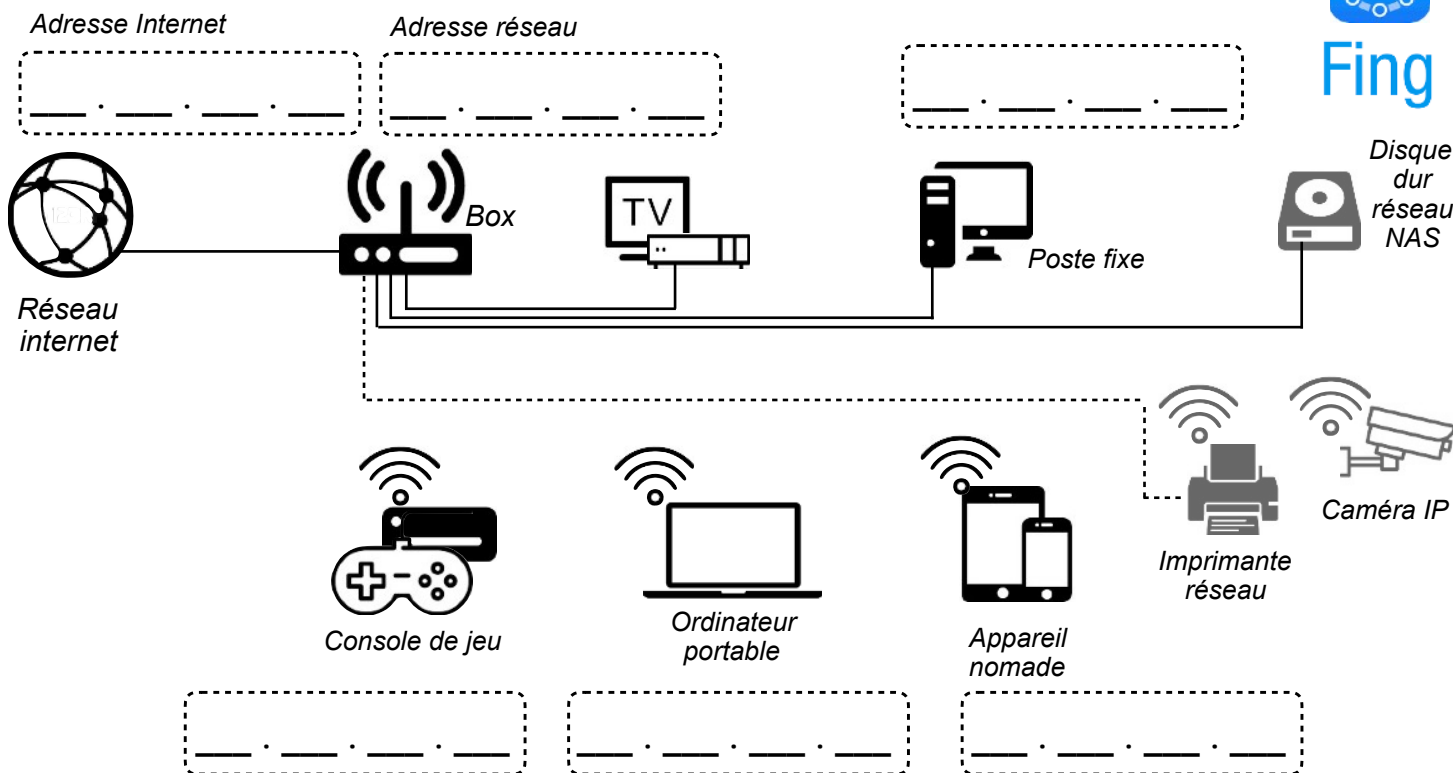 Adresse Internet
Adresse réseau
___ . ___ . ___ . ___
___ . ___ . ___ . ___
___ . ___ . ___ . ___
Fing
Disque
dur
réseau
NAS
Box
TV
Poste fixe
Réseau
internet
Caméra IP
Imprimante
réseau
Console de jeu
Ordinateur
portable
Appareil
nomade
___ . ___ . ___ . ___
___ . ___ . ___ . ___
___ . ___ . ___ . ___